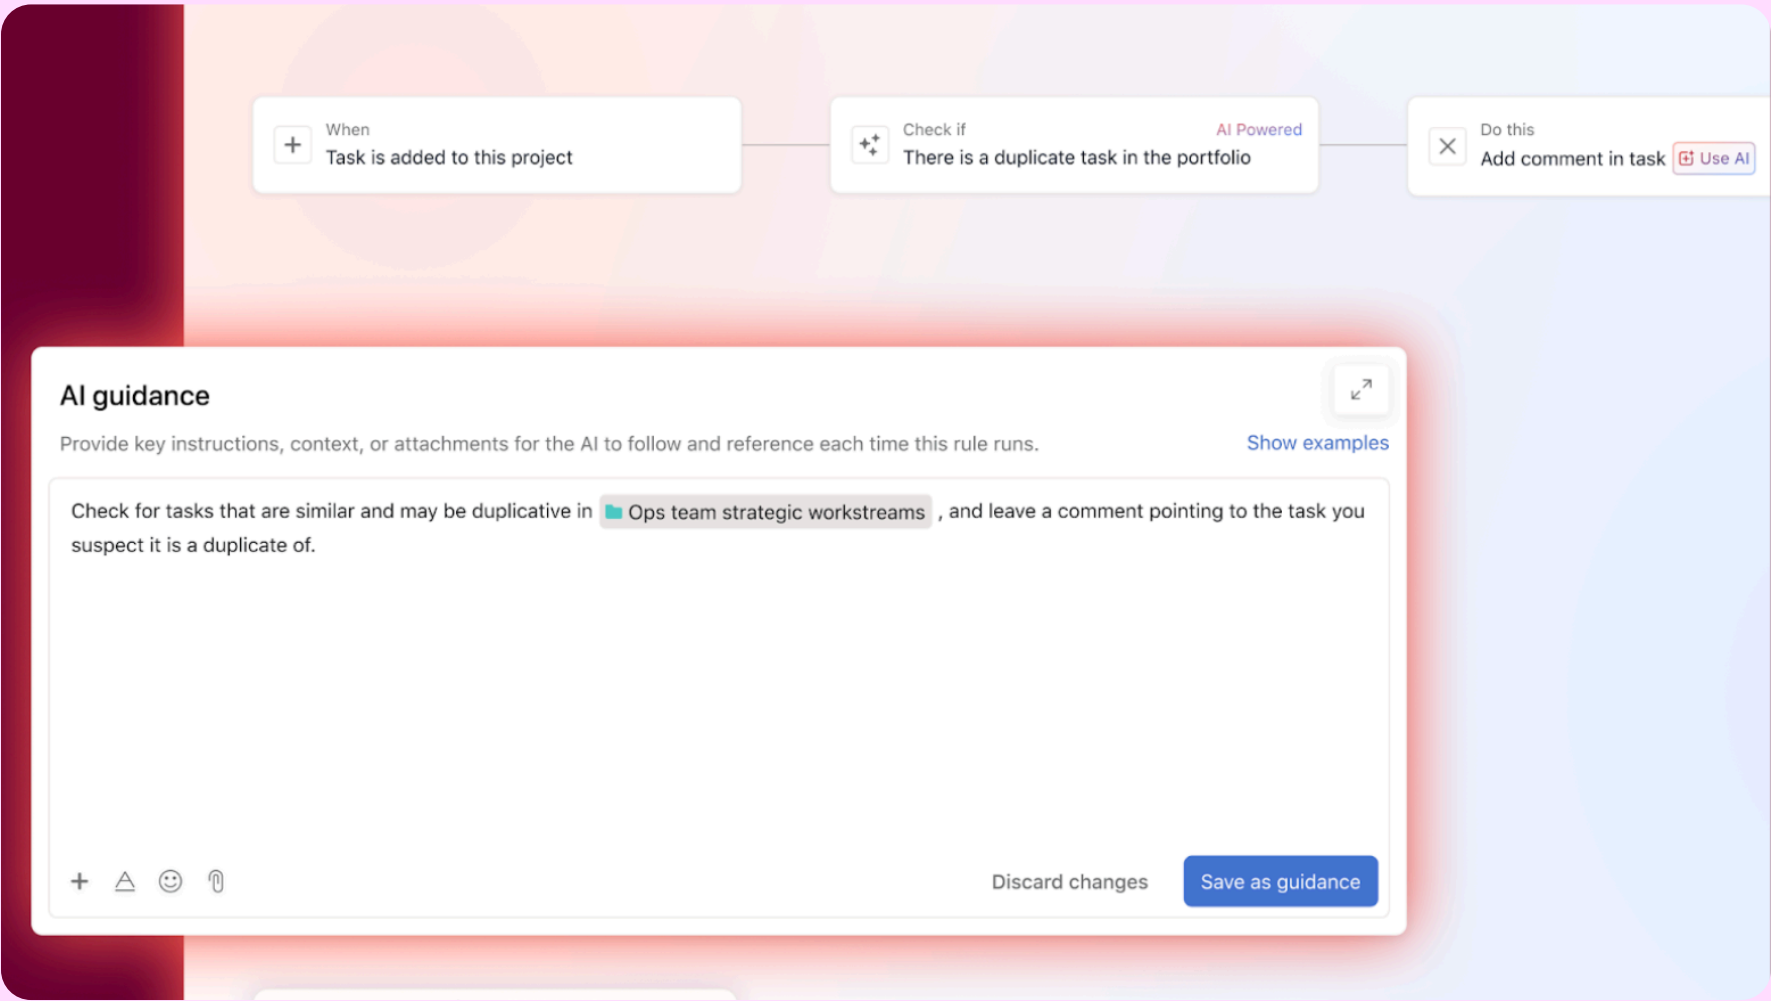 When
Task is added to this project
Check if
AI Powered
There is a duplicate task in the portfolio
Do this
Add comment in task Use AI
AI guidance
Provide key instructions, context, or attachments for the AI to follow and reference each time this rule runs.
Show examples
Check for tasks that are similar and may be duplicative in Ops team strategic workstreams , and leave a comment pointing to the task you
suspect it is a duplicate of.
Discard changes
Save as guidance